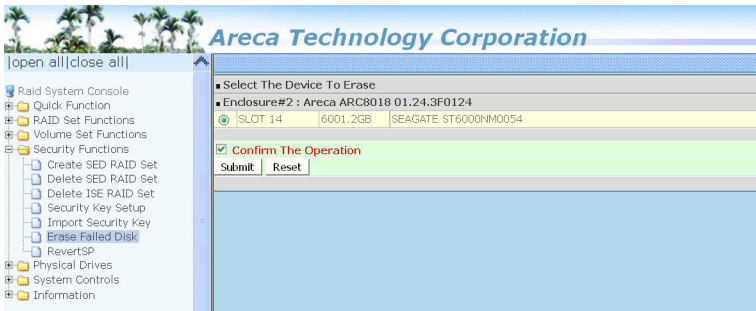 Areca Technology Corporation
|open all|close all|
Raid System Console
Quick Function
RAID Set Functions
Volume Set Functions
Security Functions
Create SED RAID Set
Delete SED RAID Set
Delete ISE RAID Set
Security Key Setup
Import Security Key
Erase Failed Disk
RevertSP
Physical Drives
System Controls
Information
Select The Device To Erase
Enclosure#2 : Areca ARC8018 01.24.3F0124
SLOT 14 6001.2GB SEAGATE ST6000NM0054
Confirm The Operation
Submit Reset